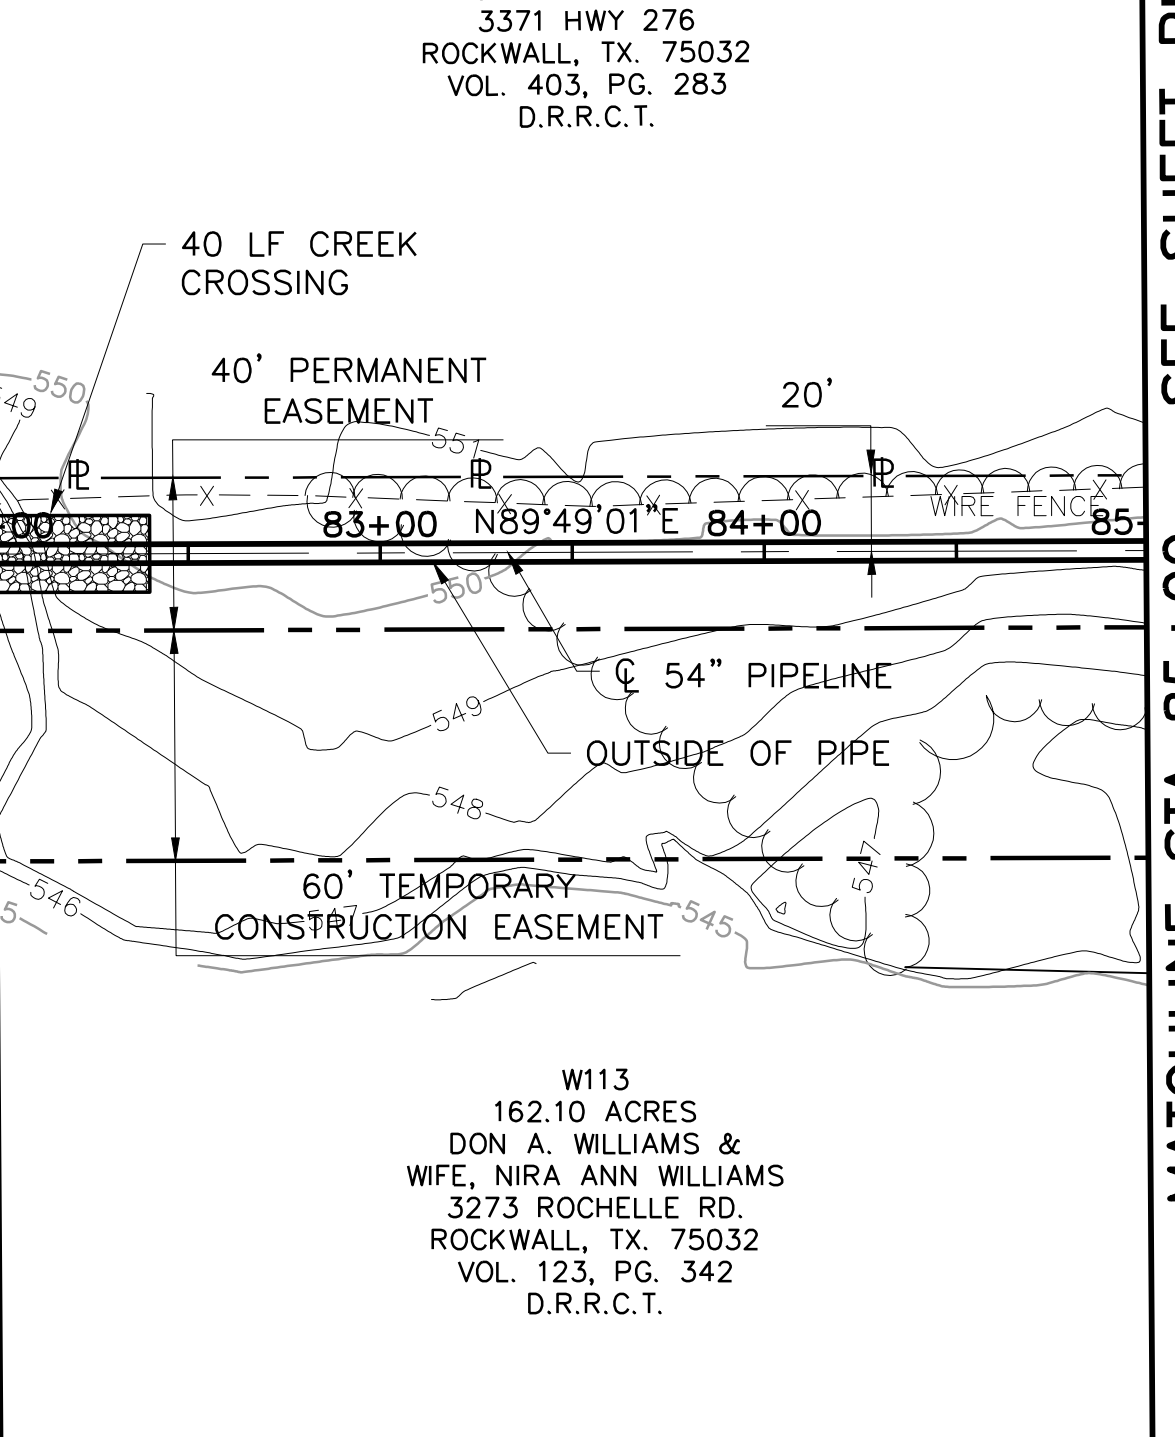 3371 HWY 276
ROCKWALL, TX. 75032
VOL. 403, PG. 283
D.R.R.C.T.
40 LF CREEK
CROSSING
40' PERMANENT
EASEMENT
20'
550
549
551
℄ 54" PIPELINE
PL
PL
PL
X X X X X X X
WIRE FENCE
83+00
N89°49'01"E
84+00
550
549
OUTSIDE OF PIPE
548
547
546
60' TEMPORARY
547
CONSTRUCTION EASEMENT
545
W113
162.10 ACRES
DON A. WILLIAMS &
WIFE, NIRA ANN WILLIAMS
3273 ROCHELLE RD.
ROCKWALL, TX. 75032
VOL. 123, PG. 342
D.R.R.C.T.